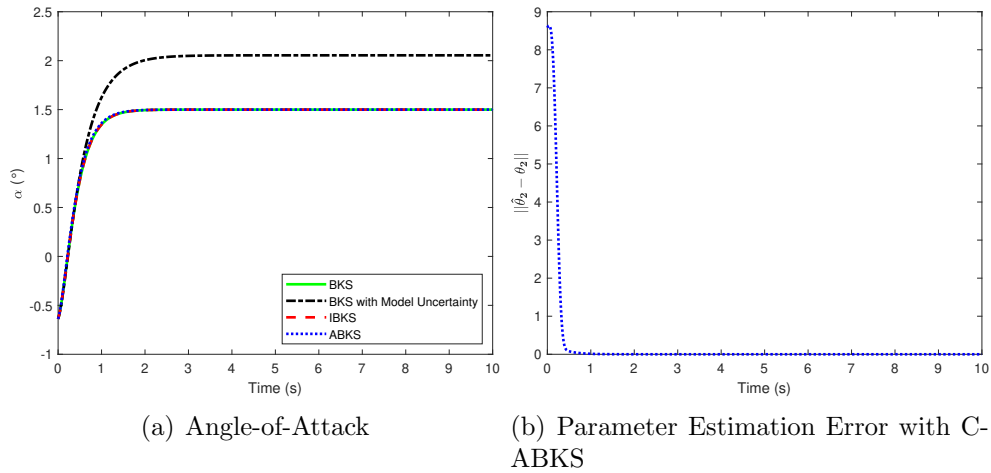 2.5
2
1.5
1
0.5
0
-0.5
-1
α (°)
0 1 2 3 4 5 6 7 8 9 10
Time (s)
BKS
BKS with Model Uncertainty
IBKS
ABKS
(a) Angle-of-Attack
9
8
7
6
5
4
3
2
1
0
||θ̂₂ − θ₂||
0 1 2 3 4 5 6 7 8 9 10
Time (s)
(b) Parameter Estimation Error with C-
ABKS